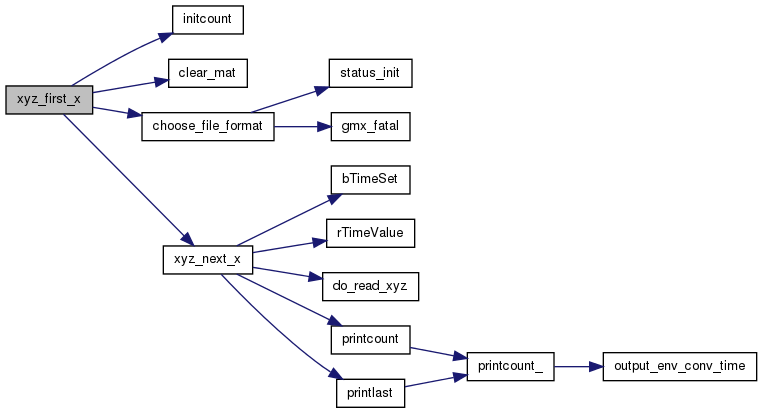 initcount
clear_mat
status_init
xyz_first_x
choose_file_format
gmx_fatal
bTimeSet
rTimeValue
xyz_next_x
do_read_xyz
printcount
printcount_
output_env_conv_time
printlast